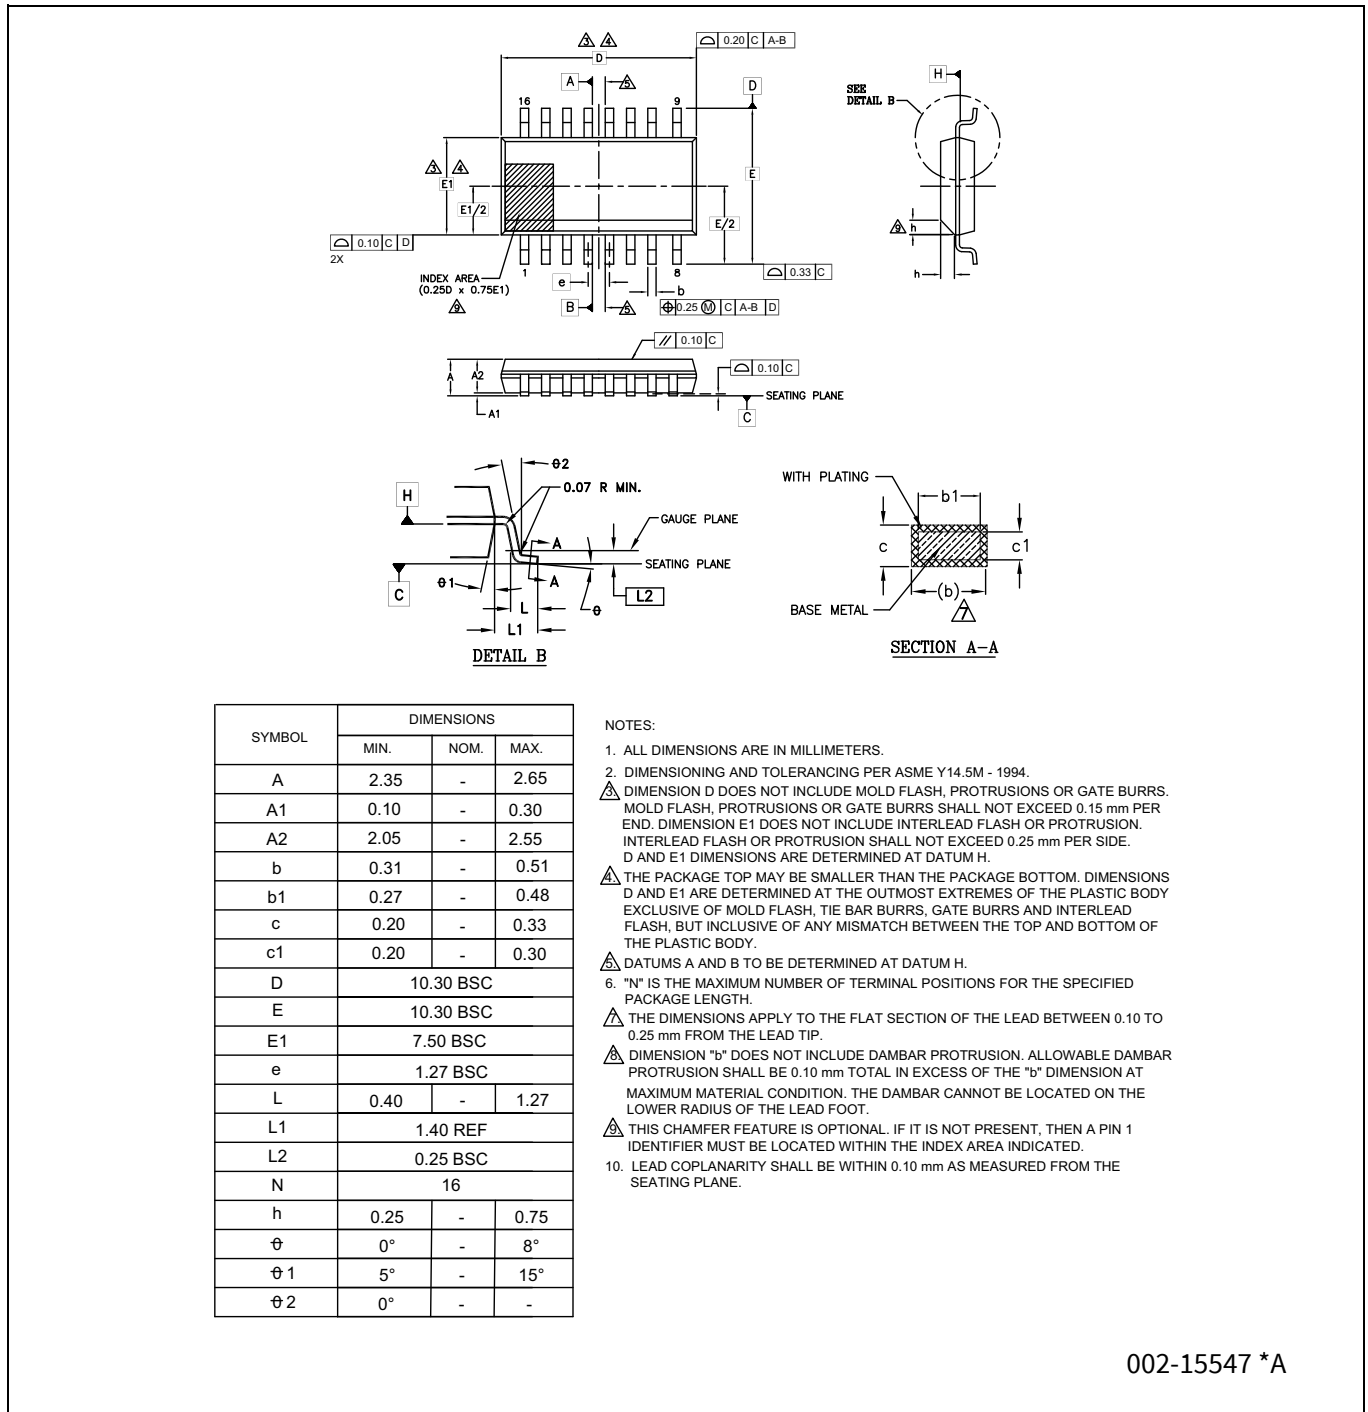 3 4
D
⌓ 0.20 C A-B
A
5
D
16
9
3 4
E1
E1/2
E
E/2
⌓ 0.10 C D
2X
INDEX AREA
(0.25D x 0.75E1)
9
1
8
e
b
⌓ 0.33 C
B
5
⌖ 0.25 Ⓜ C A-B D
H
SEE
DETAIL B
9
h
h
// 0.10 C
A
A2
A1
⌓ 0.10 C
SEATING PLANE
C
θ2
0.07 R MIN.
H
GAUGE PLANE
A
SEATING PLANE
A
θ1
C
L2
L
θ
L1
DETAIL B
WITH PLATING
b1
c
c1
(b)
BASE METAL
7
SECTION A-A
SYMBOL DIMENSIONS
MIN. NOM. MAX.
A 2.35 - 2.65
A1 0.10 - 0.30
A2 2.05 - 2.55
b 0.31 - 0.51
b1 0.27 - 0.48
c 0.20 - 0.33
c1 0.20 - 0.30
D 10.30 BSC
E 10.30 BSC
E1 7.50 BSC
e 1.27 BSC
L 0.40 - 1.27
L1 1.40 REF
L2 0.25 BSC
N 16
h 0.25 - 0.75
θ 0° - 8°
θ 1 5° - 15°
θ 2 0° - -
NOTES:
1. ALL DIMENSIONS ARE IN MILLIMETERS.
2. DIMENSIONING AND TOLERANCING PER ASME Y14.5M - 1994.
3. DIMENSION D DOES NOT INCLUDE MOLD FLASH, PROTRUSIONS OR GATE BURRS.
MOLD FLASH, PROTRUSIONS OR GATE BURRS SHALL NOT EXCEED 0.15 mm PER
END. DIMENSION E1 DOES NOT INCLUDE INTERLEAD FLASH OR PROTRUSION.
INTERLEAD FLASH OR PROTRUSION SHALL NOT EXCEED 0.25 mm PER SIDE.
D AND E1 DIMENSIONS ARE DETERMINED AT DATUM H.
4. THE PACKAGE TOP MAY BE SMALLER THAN THE PACKAGE BOTTOM. DIMENSIONS
D AND E1 ARE DETERMINED AT THE OUTMOST EXTREMES OF THE PLASTIC BODY
EXCLUSIVE OF MOLD FLASH, TIE BAR BURRS, GATE BURRS AND INTERLEAD
FLASH, BUT INCLUSIVE OF ANY MISMATCH BETWEEN THE TOP AND BOTTOM OF
THE PLASTIC BODY.
5. DATUMS A AND B TO BE DETERMINED AT DATUM H.
6. "N" IS THE MAXIMUM NUMBER OF TERMINAL POSITIONS FOR THE SPECIFIED
PACKAGE LENGTH.
7. THE DIMENSIONS APPLY TO THE FLAT SECTION OF THE LEAD BETWEEN 0.10 TO
0.25 mm FROM THE LEAD TIP.
8. DIMENSION "b" DOES NOT INCLUDE DAMBAR PROTRUSION. ALLOWABLE DAMBAR
PROTRUSION SHALL BE 0.10 mm TOTAL IN EXCESS OF THE "b" DIMENSION AT
MAXIMUM MATERIAL CONDITION. THE DAMBAR CANNOT BE LOCATED ON THE
LOWER RADIUS OF THE LEAD FOOT.
9. THIS CHAMFER FEATURE IS OPTIONAL. IF IT IS NOT PRESENT, THEN A PIN 1
IDENTIFIER MUST BE LOCATED WITHIN THE INDEX AREA INDICATED.
10. LEAD COPLANARITY SHALL BE WITHIN 0.10 mm AS MEASURED FROM THE
SEATING PLANE.
002-15547 *A